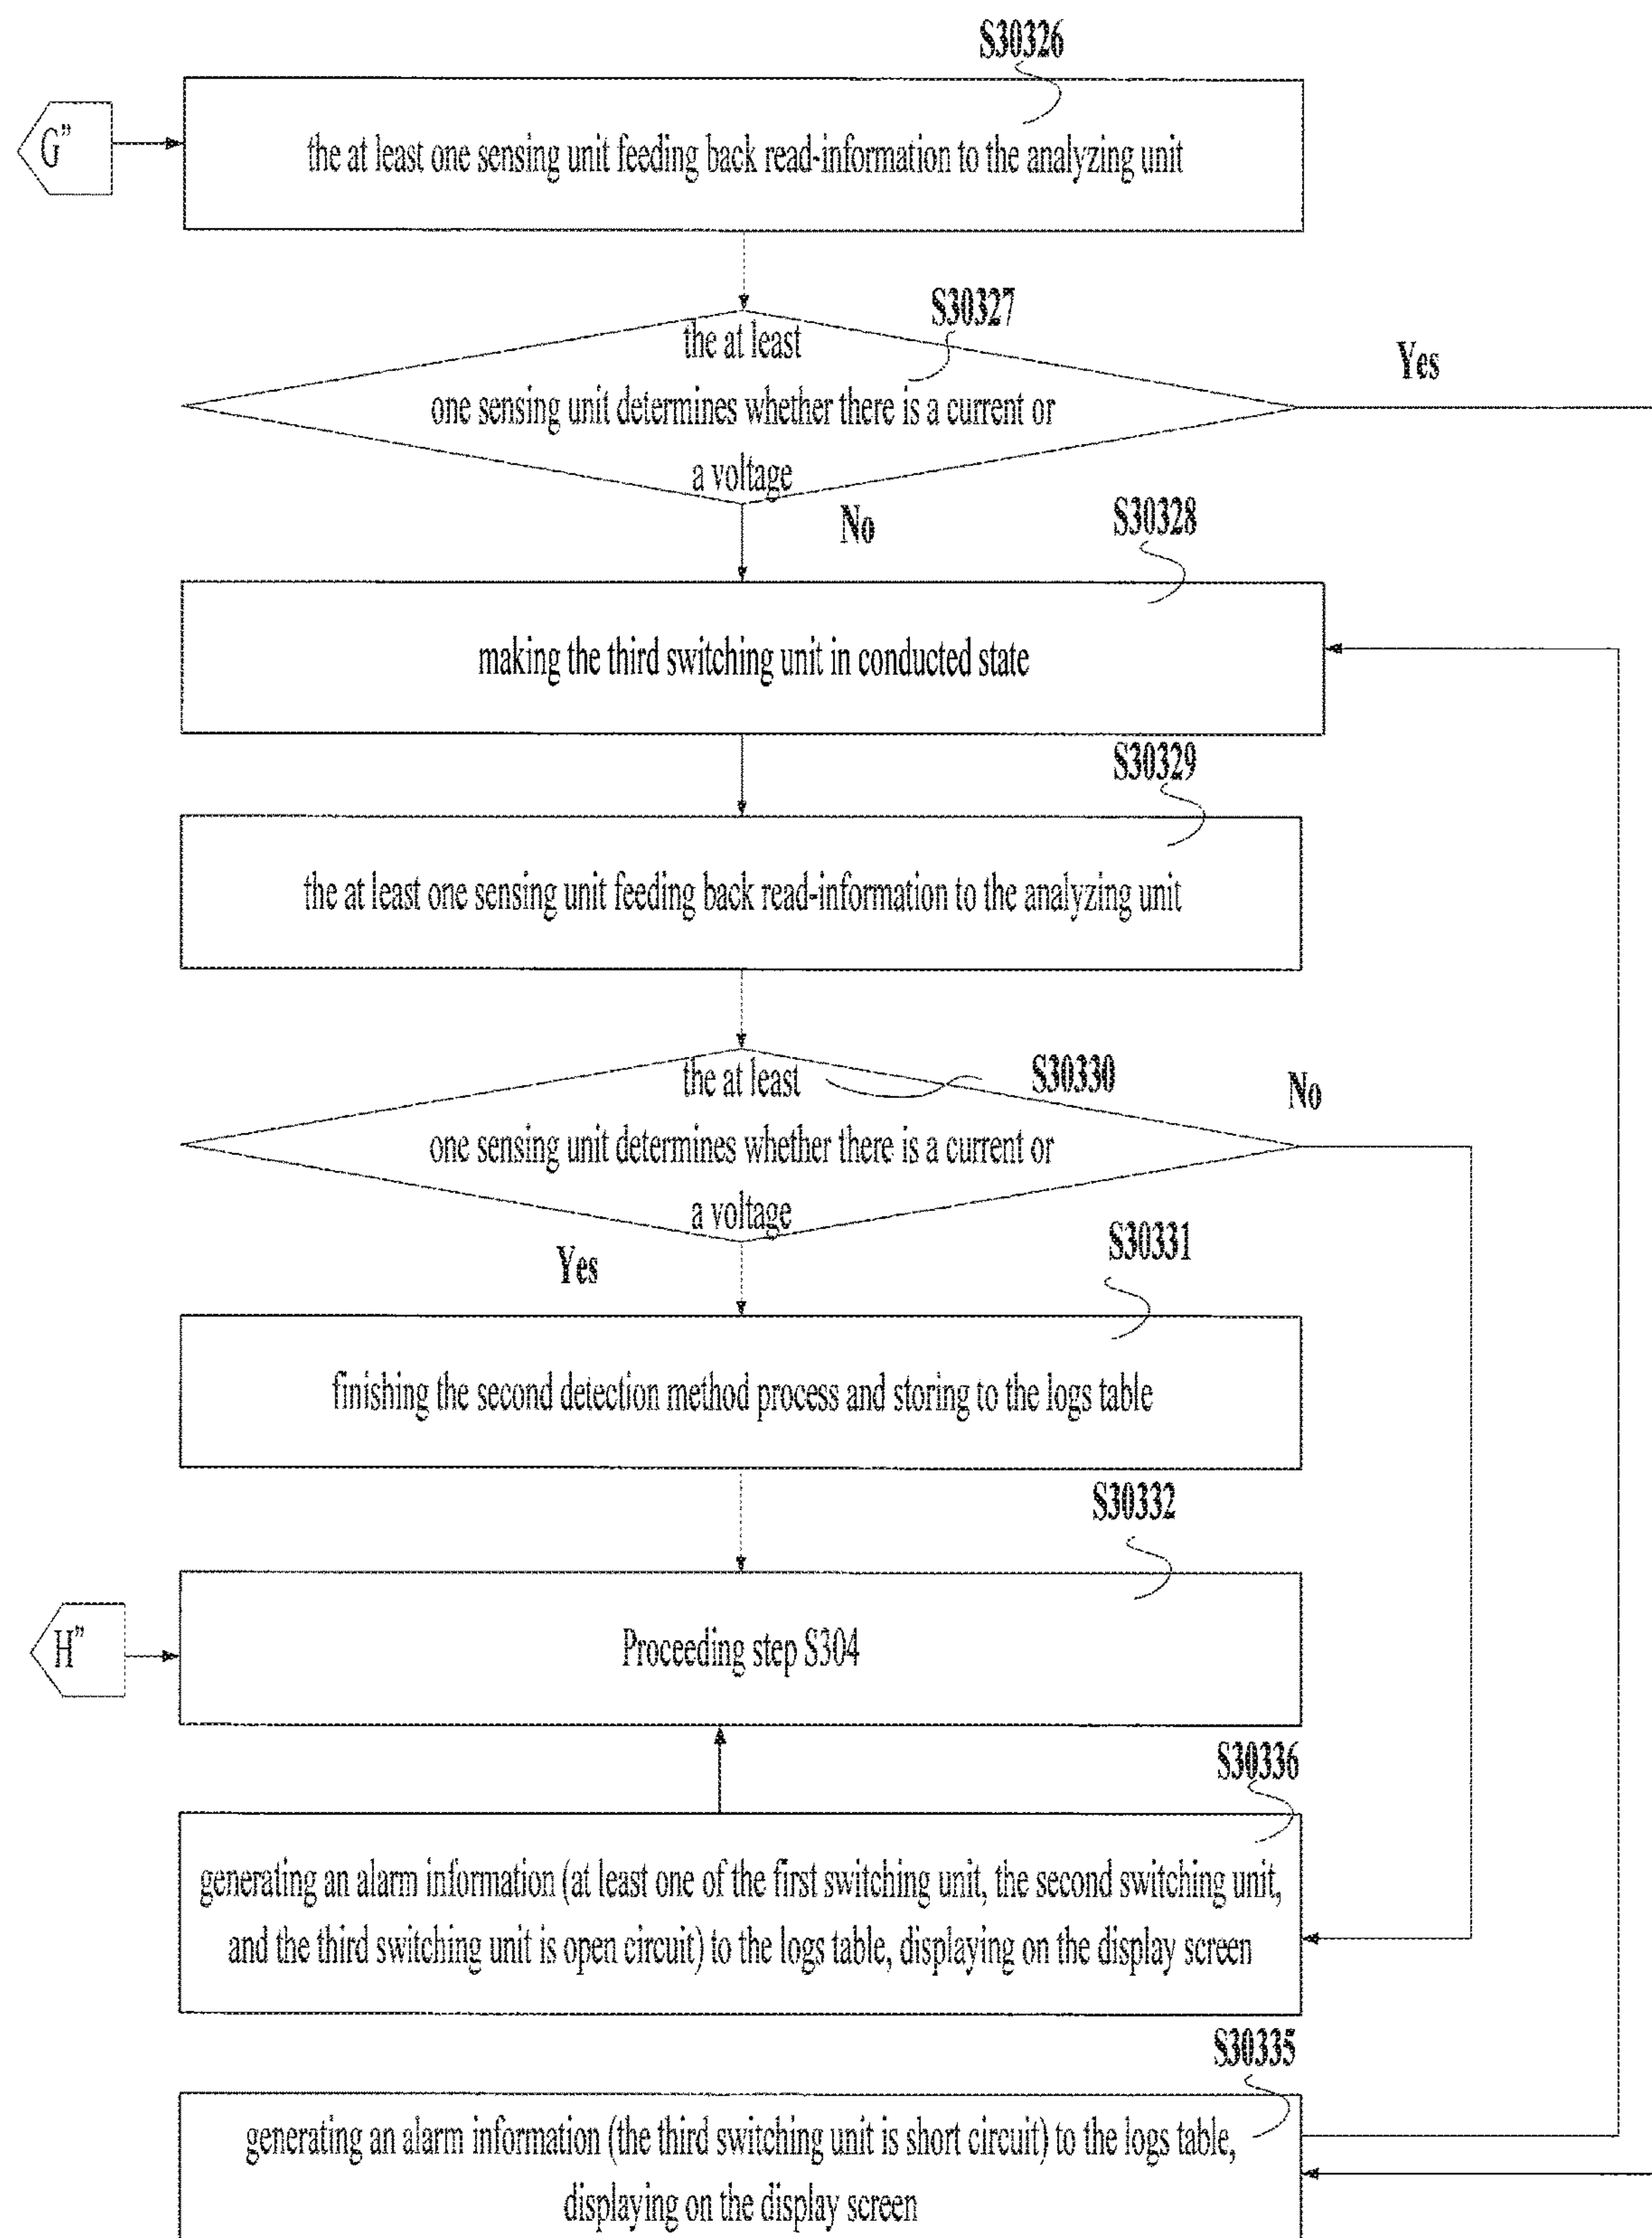 S30326
G”
the at least one sensing unit feeding back read-information to the analyzing unit
S30327
the at least
one sensing unit determines whether there is a current or
a voltage
Yes
No
S30328
making the third switching unit in conducted state
S30329
the at least one sensing unit feeding back read-information to the analyzing unit
S30330
the at least
No
one sensing unit determines whether there is a current or
a voltage
Yes
S30331
finishing the second detection method process and storing to the logs table
S30332
H”
Proceeding step S304
S30336
generating an alarm information (at least one of the first switching unit, the second switching unit,
and the third switching unit is open circuit) to the logs table, displaying on the display screen
S30335
generating an alarm information (the third switching unit is short circuit) to the logs table,
displaying on the display screen